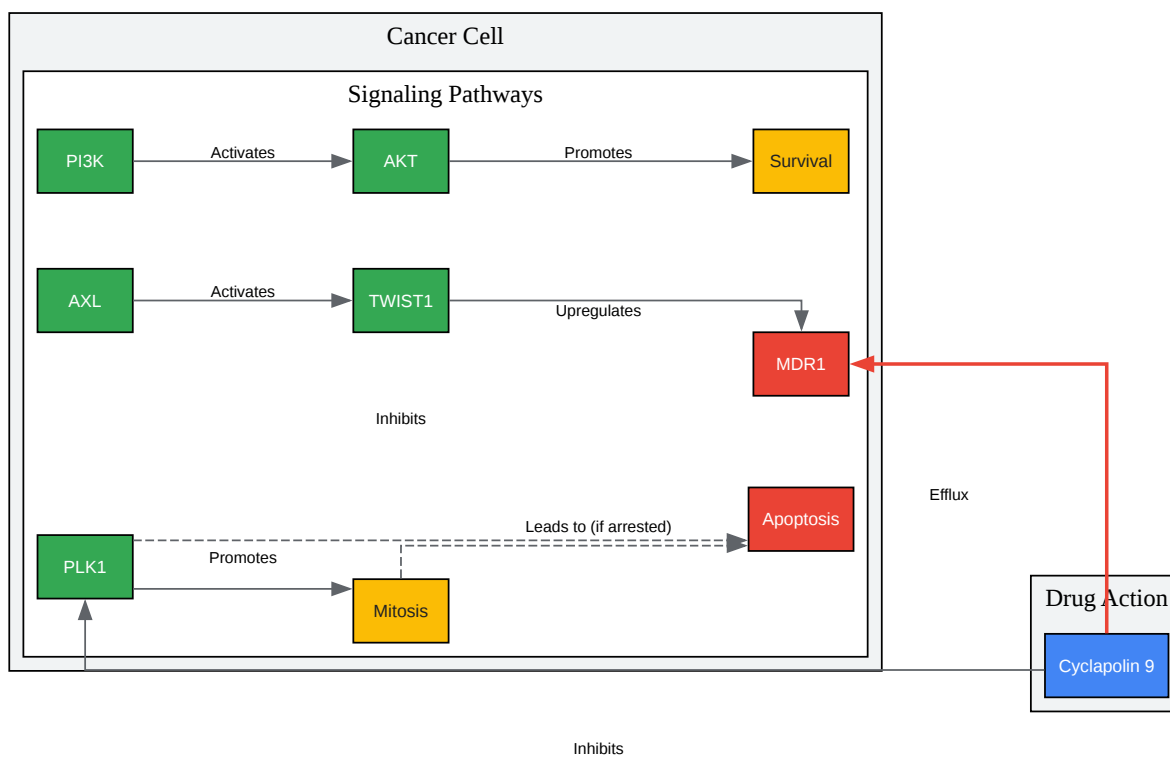 Cancer Cell
Signaling Pathways
PI3K
Activates
AKT
Promotes
Survival
AXL
Activates
TWIST1
Upregulates
MDR1
Inhibits
Efflux
Apoptosis
Leads to (if arrested)
PLK1
Promotes
Mitosis
Drug Action
Cyclapolin 9
Inhibits